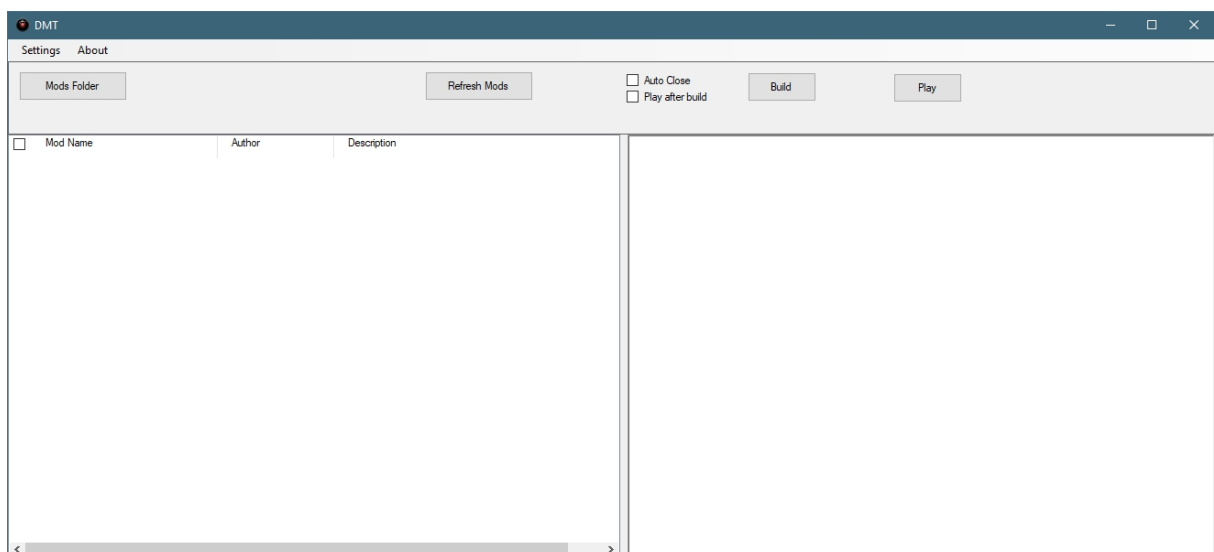 DMT
Settings About
Mods Folder Refresh Mods Auto Close Build Play
Play after build
Mod Name Author Description